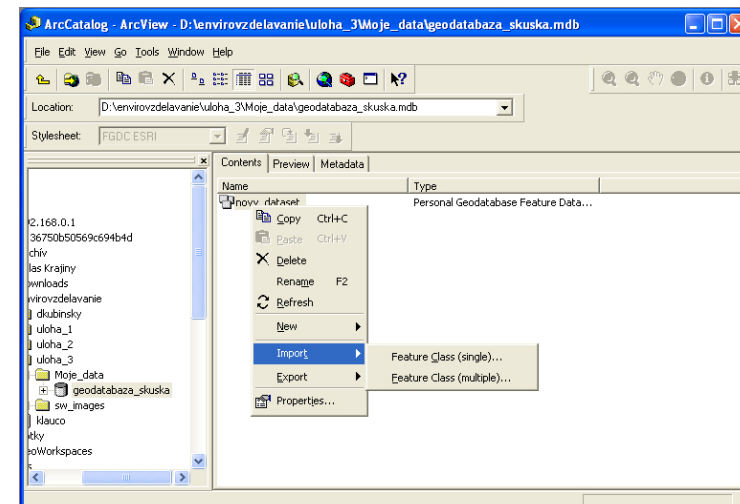 ArcCatalog - ArcView - D:\envirovzdelavanie\uloha_3\Moje_data\geodatabaza_skuska.mdb
File Edit View Go Tools Window Help
Location: D:\envirovzdelavanie\uloha_3\Moje_data\geodatabaza_skuska.mdb
Stylesheet: FGDC ESRI
Contents Preview Metadata
Name Type
novy_dataset Personal Geodatabase Feature Data...
Copy Ctrl+C
Paste Ctrl+V
Delete
Rename F2
Refresh
New
Import
Feature Class (single)...
Export
Feature Class (multiple)...
Properties...
2.168.0.1
36750b50569c694b4d
chív
las Krajiny
wnloads
virovzdelavanie
dkubinsky
uloha_1
uloha_2
uloha_3
Moje_data
geodatabaza_skuska
sw_images
klauco
tky
eoWorkspaces